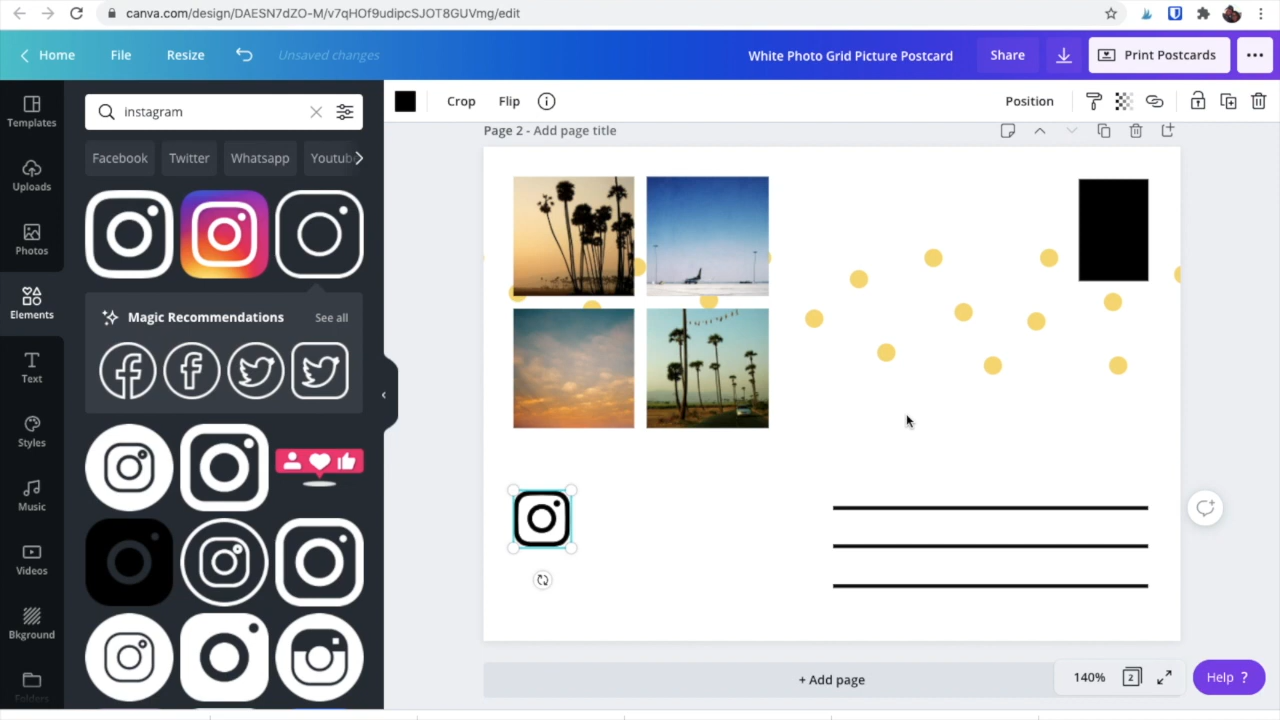 canva.com/design/DAESN7dZO-M/v7qHOf9udipcSJOT8GUVmg/edit
Home File Resize Unsaved changes White Photo Grid Picture Postcard Share Print Postcards
instagram
Crop Flip Position
Templates
Uploads
Photos
Elements
Text
Styles
Music
Videos
Bkground
Folders
Facebook Twitter Whatsapp Youtub
Magic Recommendations See all
Page 2 - Add page title
+ Add page
140% 2 Help ?